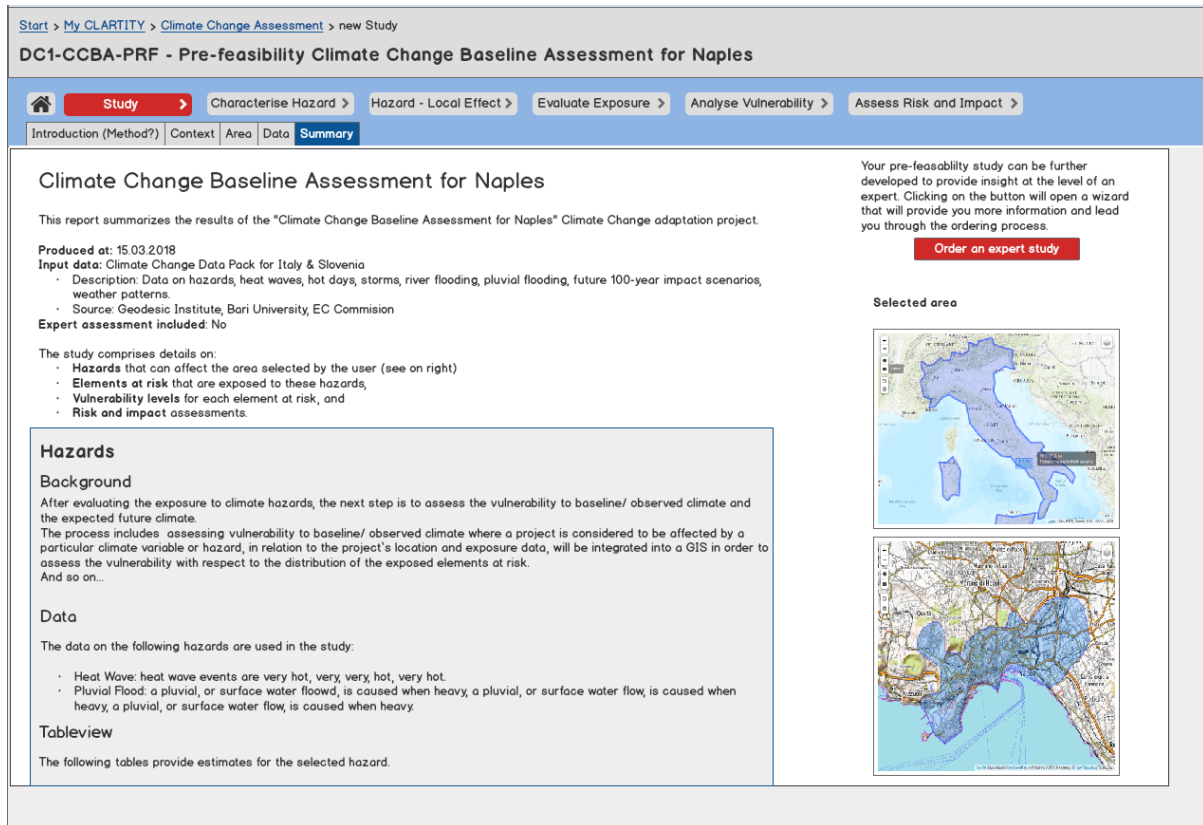 Start > My CLARTITY > Climate Change Assessment > new Study
DC1-CCBA-PRF - Pre-feasibility Climate Change Baseline Assessment for Naples
Study > Characterise Hazard > Hazard - Local Effect > Evaluate Exposure > Analyse Vulnerability > Assess Risk and Impact >
Introduction (Method?) Context Area Data Summary
Climate Change Baseline Assessment for Naples
This report summarizes the results of the "Climate Change Baseline Assessment for Naples" Climate Change adaptation project.
Produced at: 15.03.2018
Input data: Climate Change Data Pack for Italy & Slovenia
· Description: Data on hazards, heat waves, hot days, storms, river flooding, pluvial flooding, future 100-year impact scenarios,
weather patterns.
· Source: Geodesic Institute, Bari University, EC Commision
Expert assessment included: No
The study comprises details on:
· Hazards that can affect the area selected by the user (see on right)
· Elements at risk that are exposed to these hazards,
· Vulnerability levels for each element at risk, and
· Risk and impact assessments.
Hazards
Background
After evaluating the exposure to climate hazards, the next step is to assess the vulnerability to baseline/ observed climate and
the expected future climate.
The process includes assessing vulnerability to baseline/ observed climate where a project is considered to be affected by a
particular climate variable or hazard, in relation to the project`s location and exposure data, will be integrated into a GIS in order to
assess the vulnerability with respect to the distribution of the exposed elements at risk.
And so on...
Data
The data on the following hazards are used in the study:
· Heat Wave: heat wave events are very hot, very, very, hot, very hot.
· Pluvial Flood: a pluvial, or surface water floowd, is caused when heavy, a pluvial, or surface water flow, is caused when
heavy, a pluvial, or surface water flow, is caused when heavy.
Tableview
The following tables provide estimates for the selected hazard.
Your pre-feasablilty study can be further
developed to provide insight at the level of an
expert. Clicking on the button will open a wizard
that will provide you more information and lead
you through the ordering process.
Order an expert study
Selected area